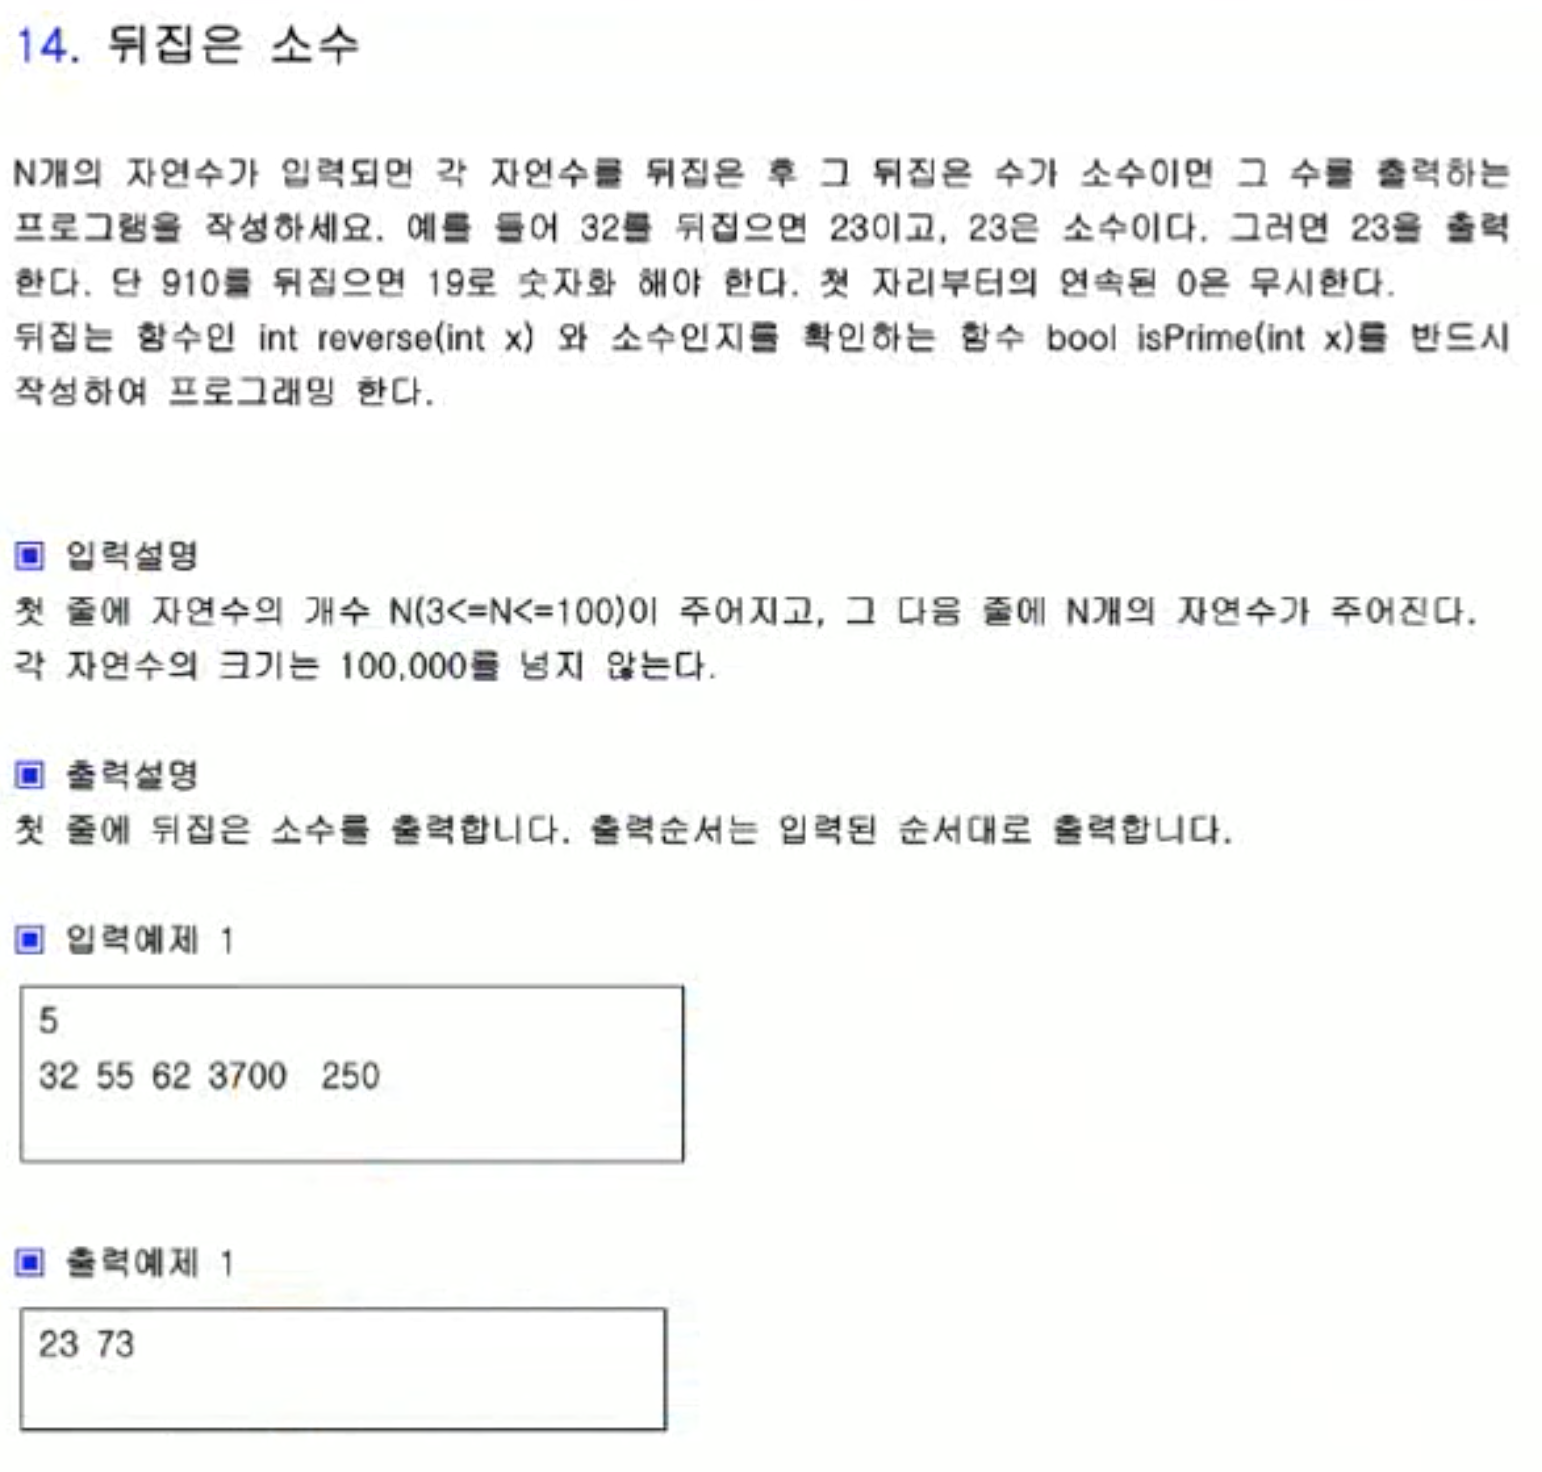 14. 뒤집은 소수
N개의 자연수가 입력되면 각 자연수를 뒤집은 후 그 뒤집은 수가 소수이면 그 수를 출력하는
프로그램을 작성하세요. 예를 들어 32를 뒤집으면 23이고, 23은 소수이다. 그러면 23을 출력
한다. 단 910를 뒤집으면 19로 숫자화 해야 한다. 첫 자리부터의 연속된 0은 무시한다.
뒤집는 함수인 int reverse(int x) 와 소수인지를 확인하는 함수 bool isPrime(int x)를 반드시
작성하여 프로그래밍 한다.
▣ 입력설명
첫 줄에 자연수의 개수 N(3<=N<=100)이 주어지고, 그 다음 줄에 N개의 자연수가 주어진다.
각 자연수의 크기는 100,000를 넘지 않는다.
▣ 출력설명
첫 줄에 뒤집은 소수를 출력합니다. 출력순서는 입력된 순서대로 출력합니다.
▣ 입력예제 1
5
32 55 62 3700 250
▣ 출력예제 1
23 73